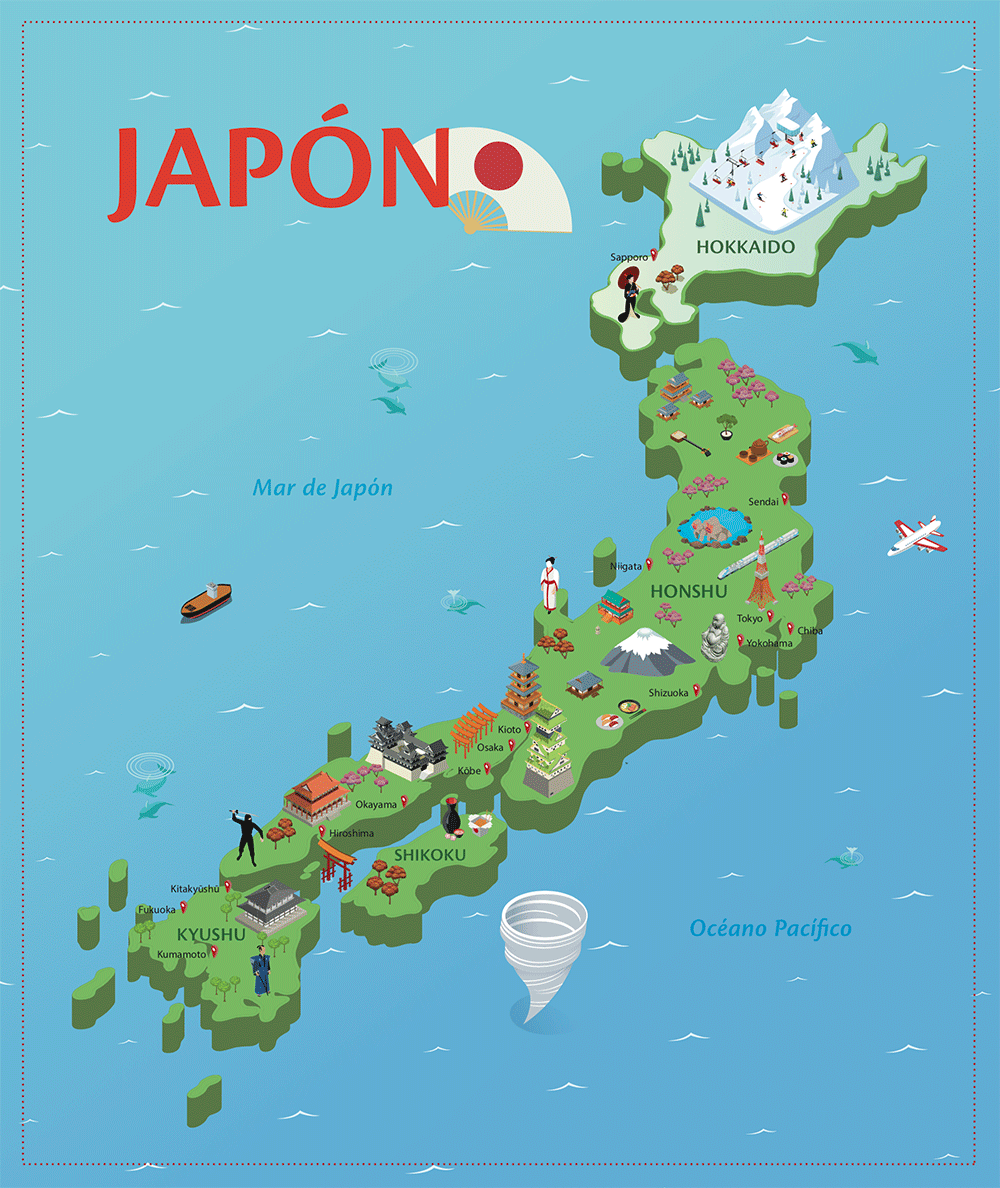 JAPÓN
HOKKAIDO
Sapporo
Mar de Japón
Sendai
Niigata
HONSHU
Tokyo
Chiba
Yokohama
Shizuoka
Kioto
Osaka
Kōbe
Okayama
Hiroshima
SHIKOKU
Kitakyūshū
Fukuoka
KYUSHU
Kumamoto
Océano Pacífico